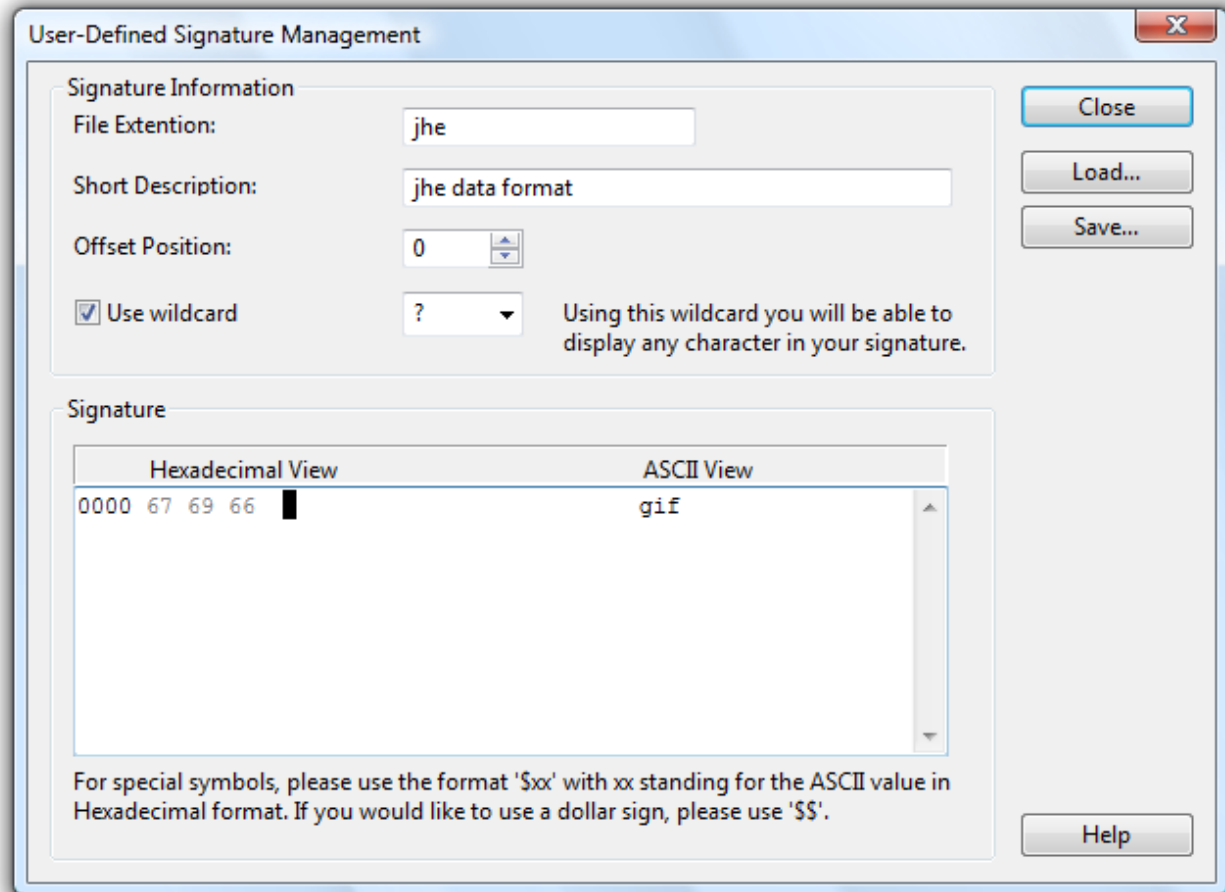 User-Defined Signature Management
Signature Information
File Extention:
jhe
Close
Short Description:
jhe data format
Load...
Save...
Offset Position:
0
Use wildcard
?
Using this wildcard you will be able to
display any character in your signature.
Signature
Hexadecimal View
ASCII View
0000 67 69 66
gif
For special symbols, please use the format '$xx' with xx standing for the ASCII value in
Hexadecimal format. If you would like to use a dollar sign, please use '$$'.
Help